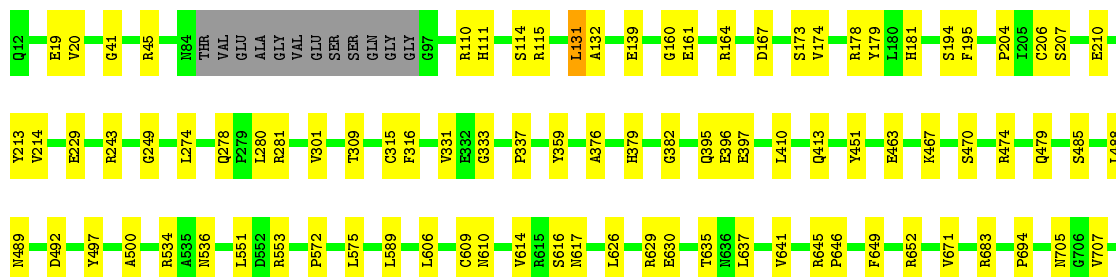 Q12 E19 V20 G41 R45 N84 THR VAL GLU ALA GLY VAL GLU SER SER GLN GLY GLY G97 R110 H111 S114 R115 L131 A132 E139 G160 E161 R164 D167 S173 V174 R178 Y179 L180 H181 S194 F195 P204 I205 C206 S207 E210
Y213 V214 E229 R243 G249 L274 Q278 P279 L280 R281 V301 T309 C315 F316 V331 E332 G333 P337 Y359 A376 H379 G382 Q395 E396 E397 L410 Q413 Y451 E463 K467 S470 R474 Q479 S485 L488
N489 D492 Y497 A500 R534 A535 N536 L551 D552 R553 P572 L575 L589 L606 C609 N610 V614 R615 S616 N617 L626 R629 E630 T635 N636 L637 V641 R645 P646 F649 R652 V671 R683 P694 N705 G706 V707